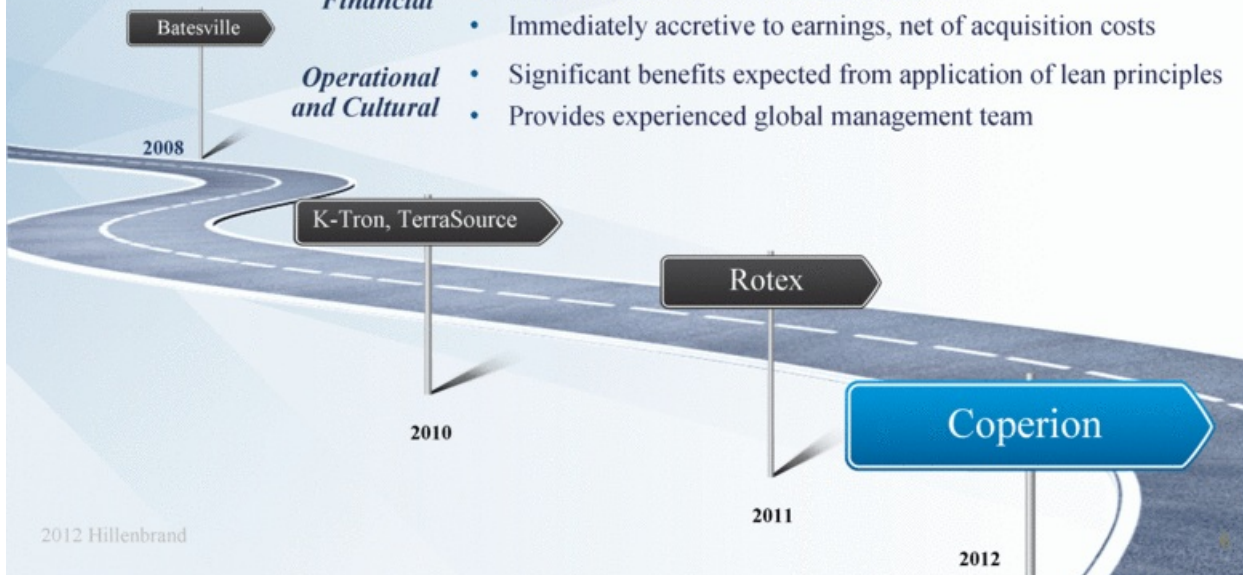 Financial
Batesville
• Immediately accretive to earnings, net of acquisition costs
Operational
and Cultural
• Significant benefits expected from application of lean principles
• Provides experienced global management team
2008
K-Tron, TerraSource
Rotex
Coperion
2010
2011
2012
2012 Hillenbrand